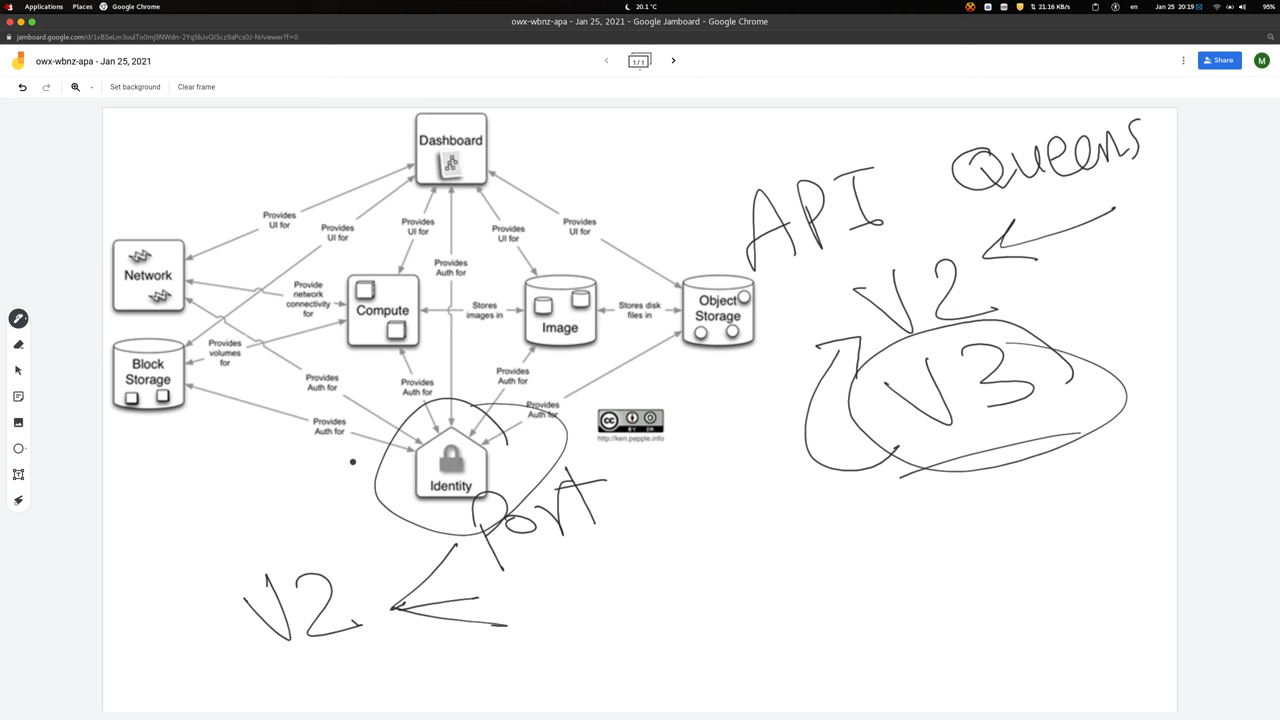 Applications Places Google Chrome 20.1 °C 21.16 KB/s en Jan 25 20:19 95%
owx-wbnz-apa - Jan 25, 2021 - Google Jamboard - Google Chrome
owx-wbnz-apa - Jan 25, 2021
1/1
Share
M
Set background Clear frame
Dashboard
Provides
UI for
Provides
UI for
Provides
UI for
Provides
UI for
Provides
UI for
Provides
Auth for
Network
Provide
network
connectivity
for
Compute
Stores
images in
Image
Stores disk
files in
Object
Storage
Block
Storage
Provides
volumes
for
Provides
Auth for
Provides
Auth for
Provides
Auth for
Provides
Auth for
Provides
Auth for
Identity
cc
BY
http://ken.pepple.info
API
Queens
V2
V3
Port
V2